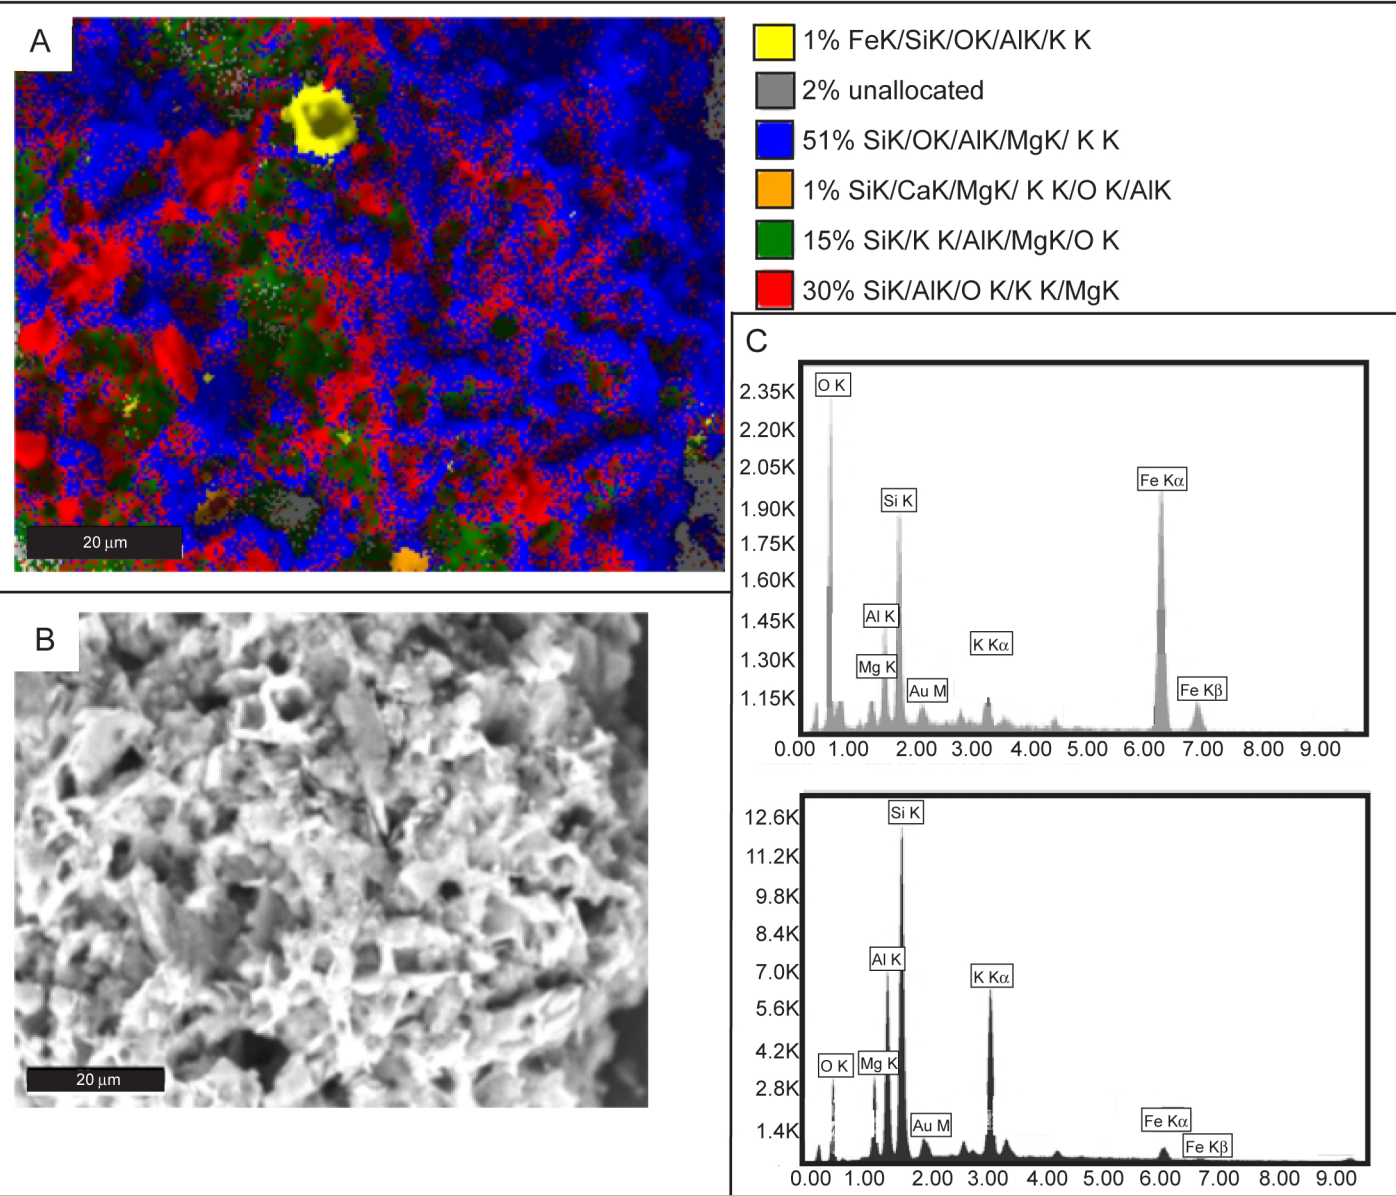 A
1% FeK/SiK/OK/AlK/K K
2% unallocated
51% SiK/OK/AlK/MgK/ K K
1% SiK/CaK/MgK/ K K/O K/AlK
15% SiK/K K/AlK/MgK/O K
30% SiK/AlK/O K/K K/MgK
20 μm
B
20 μm
C
2.35K
2.20K
2.05K
1.90K
1.75K
1.60K
1.45K
1.30K
1.15K
O K
Si K
Fe Kα
Al K
K Kα
Mg K
Au M
Fe Kβ
0.00 1.00 2.00 3.00 4.00 5.00 6.00 7.00 8.00 9.00
12.6K
11.2K
9.8K
8.4K
7.0K
5.6K
4.2K
2.8K
1.4K
Si K
Al K
K Kα
O K
Mg K
Au M
Fe Kα
Fe Kβ
0.00 1.00 2.00 3.00 4.00 5.00 6.00 7.00 8.00 9.00